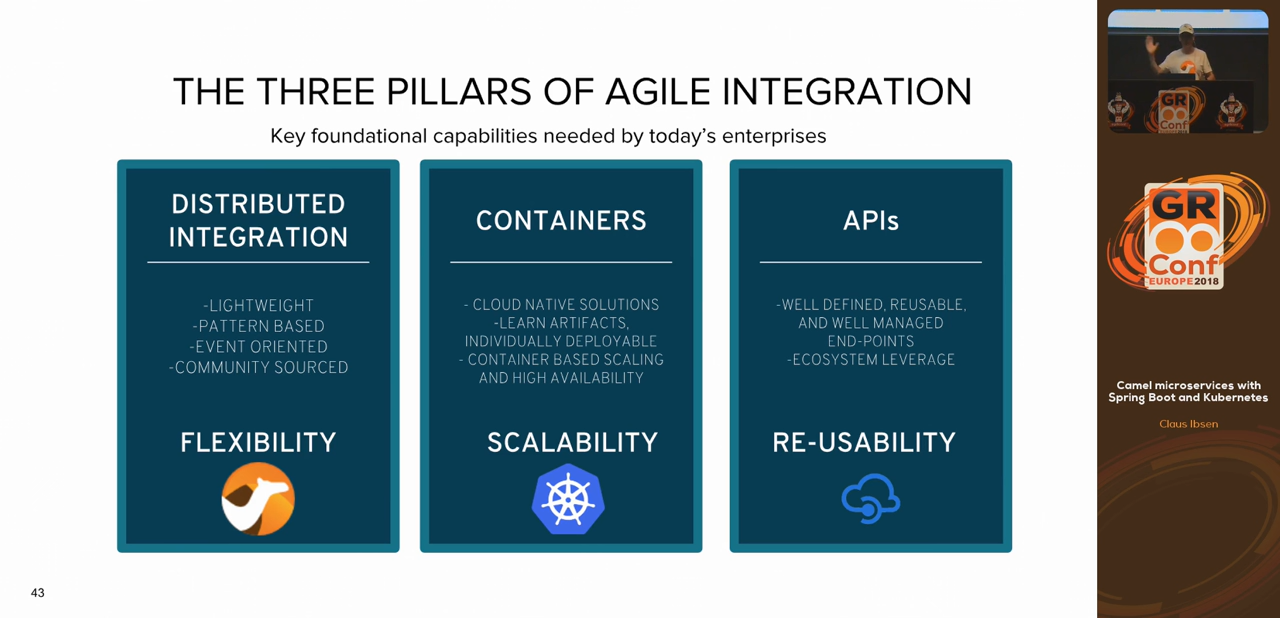 THE THREE PILLARS OF AGILE INTEGRATION
Key foundational capabilities needed by today's enterprises
DISTRIBUTED
INTEGRATION
-LIGHTWEIGHT
-PATTERN BASED
-EVENT ORIENTED
-COMMUNITY SOURCED
FLEXIBILITY
CONTAINERS
- CLOUD NATIVE SOLUTIONS
-LEARN ARTIFACTS,
INDIVIDUALLY DEPLOYABLE
- CONTAINER BASED SCALING
AND HIGH AVAILABILITY
SCALABILITY
APIs
-WELL DEFINED, REUSABLE,
AND WELL MANAGED
END-POINTS
-ECOSYSTEM LEVERAGE
RE-USABILITY
43
GR
Conf
GR
Conf
EUROPE2018
Camel microservices with
Spring Boot and Kubernetes
Claus Ibsen